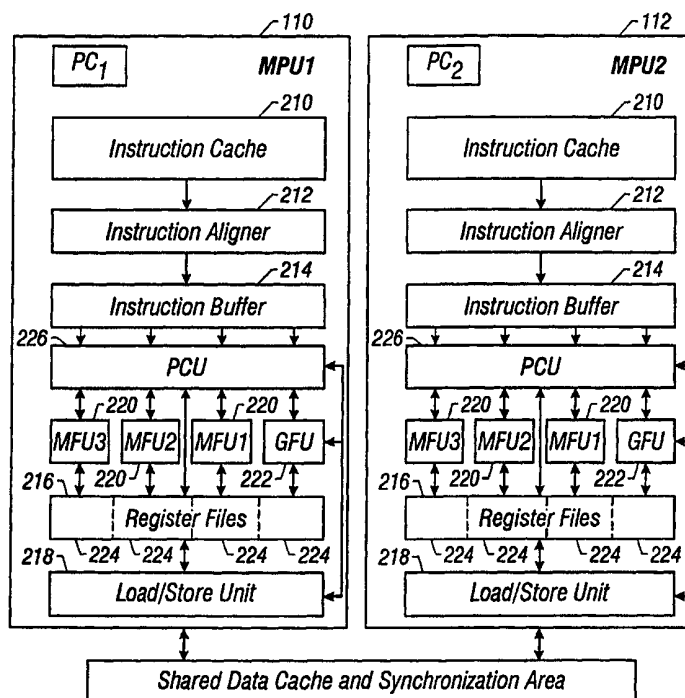 110
PC1
MPU1
210
Instruction Cache
212
Instruction Aligner
214
Instruction Buffer
226
PCU
220
220
MFU3
MFU2
MFU1
GFU
216
220
222
Register Files
224
224
224
224
218
Load/Store Unit
112
PC2
MPU2
210
Instruction Cache
212
Instruction Aligner
214
Instruction Buffer
226
PCU
220
220
MFU3
MFU2
MFU1
GFU
216
220
222
Register Files
224
224
224
224
218
Load/Store Unit
Shared Data Cache and Synchronization Area